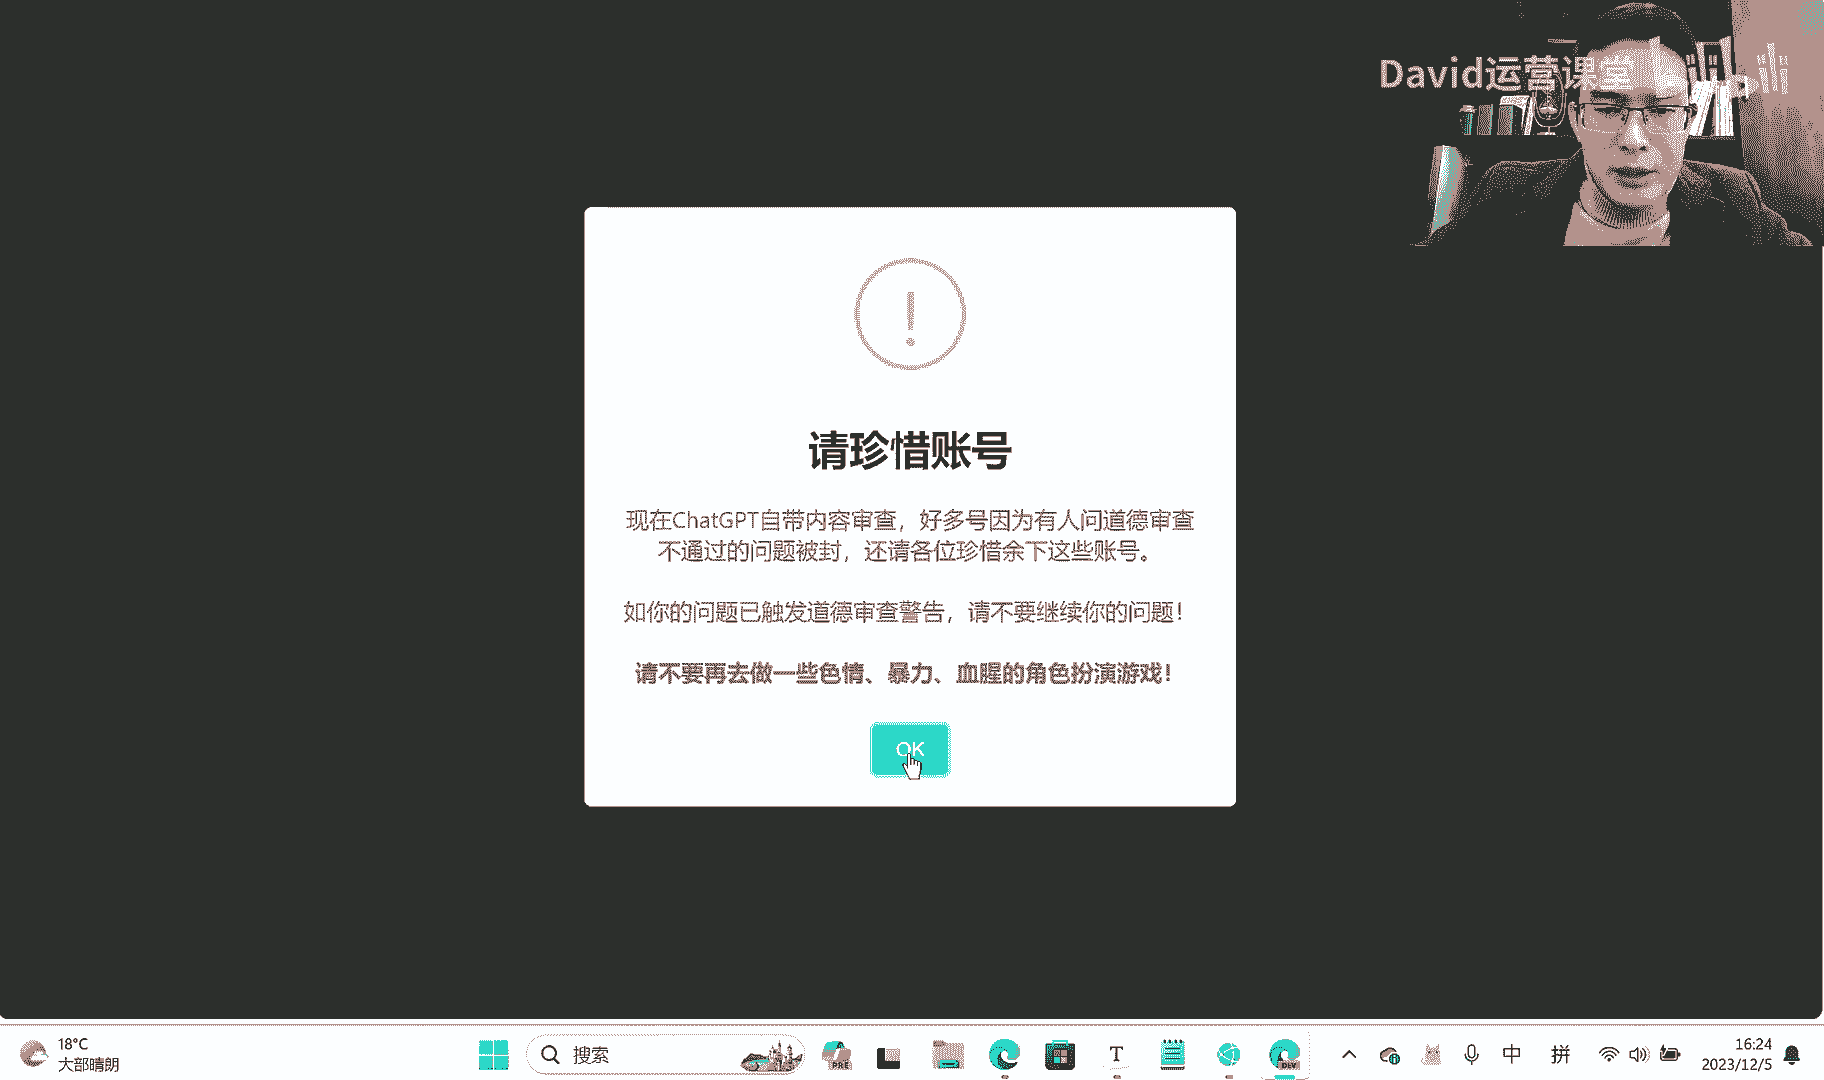 David运营课堂
请珍惜账号
现在ChatGPT自带内容审查，好多号因为有人问道德审查
不通过的问题被封，还请各位珍惜余下这些账号。
如你的问题已触发道德审查警告，请不要继续你的问题！
请不要再去做一些色情、暴力、血腥的角色扮演游戏！
OK
18°C
大部晴朗
搜索
PRE
T
DEV
中
拼
16:24
2023/12/5